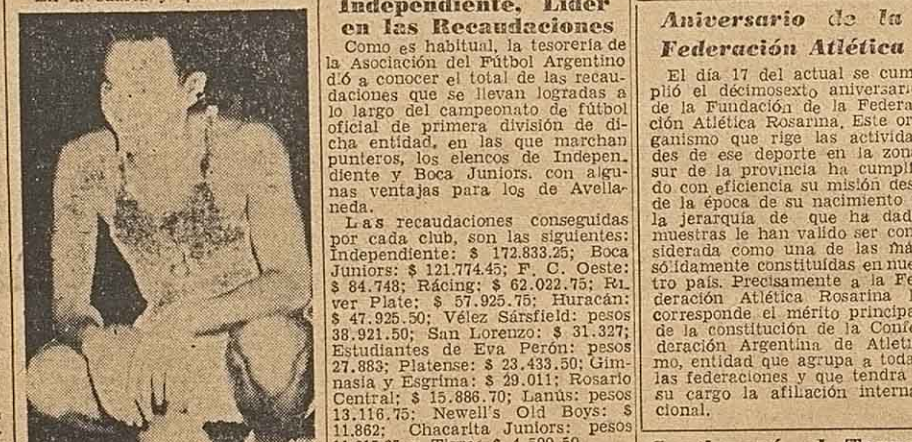 Independiente, Líder
en las Recaudaciones
Como es habitual, la tesorería de
la Asociación del Fútbol Argentino
dió a conocer el total de las recau-
daciones que se llevan logradas a
lo largo del campeonato de fútbol
oficial de primera división de di-
cha entidad, en las que marchan
punteros, los elencos de Indepen-
diente y Boca Juniors. con algu-
nas ventajas para los de Avella-
neda.
Las recaudaciones conseguidas
por cada club, son las siguientes:
Independiente: $ 172.833.25; Boca
Juniors: $ 121.774.45; F. C. Oeste:
$ 84.748; Rácing: $ 62.022.75; Ri-
ver Plate: $ 57.925.75; Huracán:
$ 47.925.50; Vélez Sársfield: pesos
38.921.50; San Lorenzo: $ 31.327;
Estudiantes de Eva Perón: pesos
27.883; Platense: $ 23.433.50; Gim-
nasia y Esgrima: $ 29.011; Rosario
Central; $ 15.886.70; Lanús: pesos
13.116.75; Newell's Old Boys: $
11.862; Chacarita Juniors: pesos
Aniversario de la
Federación Atlética
El día 17 del actual se cum
plió el décimosexto aniversari
de la Fundación de la Federa
ción Atlética Rosarina. Este or
ganismo que rige las activida
des de ese deporte en la zon
sur de la provincia ha cumpli
do con eficiencia su misión des
de la época de su nacimiento
la jerarquía de que ha dad
muestras le han valido ser con
siderada como una de las má
sólidamente constituídas en nue
tro país. Precisamente a la Fe
deración Atlética Rosarina
corresponde el mérito principa
de la constitución de la Confe
deración Argentina de Atleti
mo, entidad que agrupa a toda
las federaciones y que tendrá
su cargo la afiliación interna
cional.